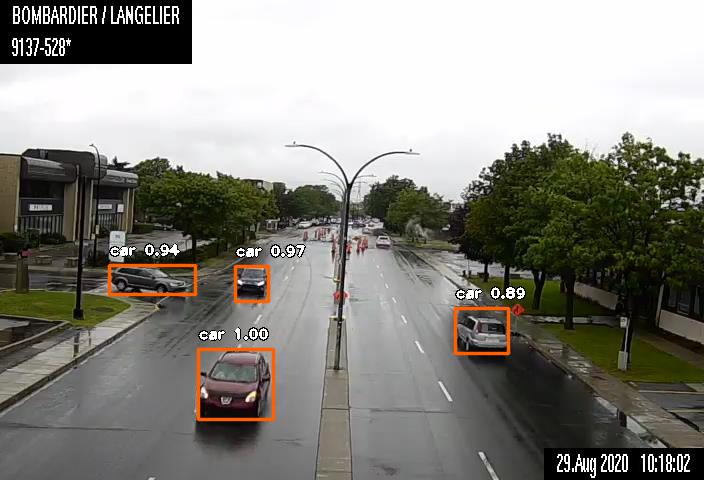 BOMBARDIER / LANGELIER
9137-528*
car 0.94
car 0.97
car 0.89
car 1.00
29.Aug 2020 10:18:02